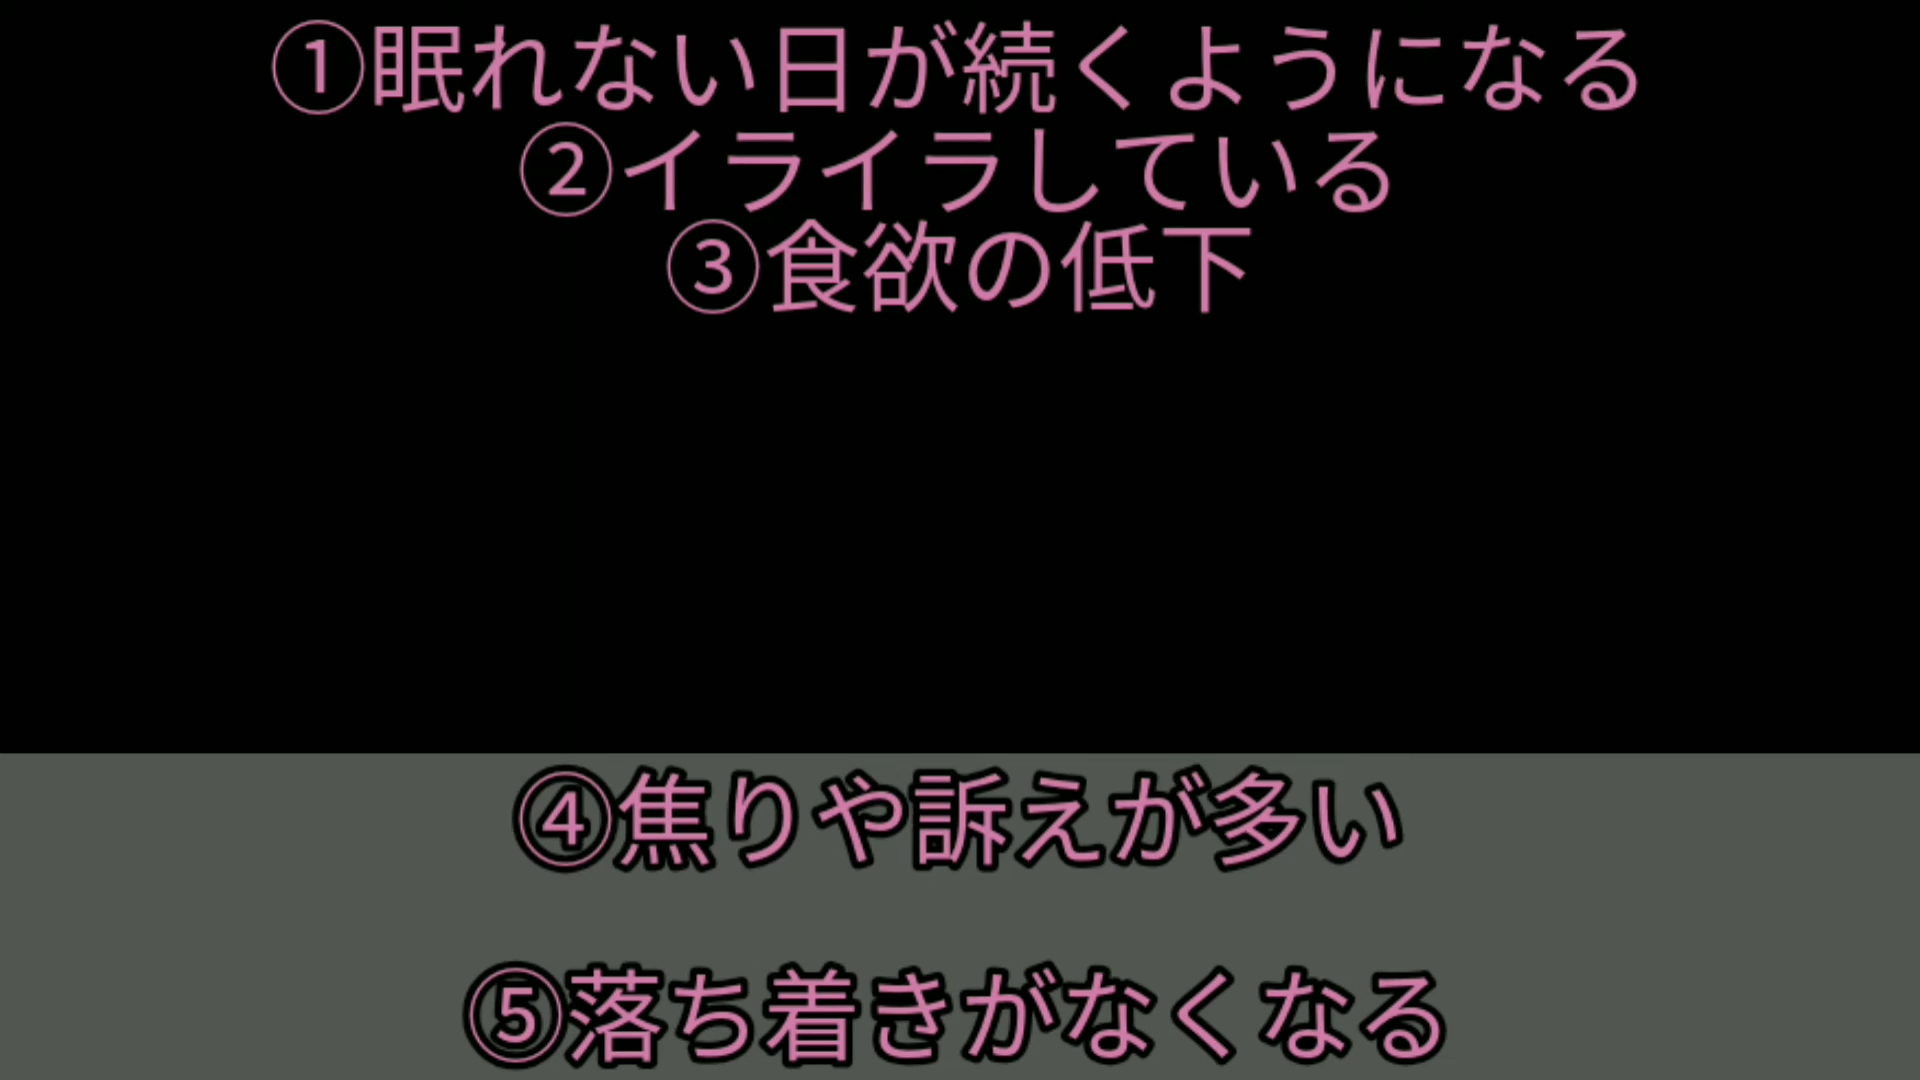 ①眠れない日が続くようになる
②イライラしている
③食欲の低下
④焦りや訴えが多い
⑤落ち着きがなくなる